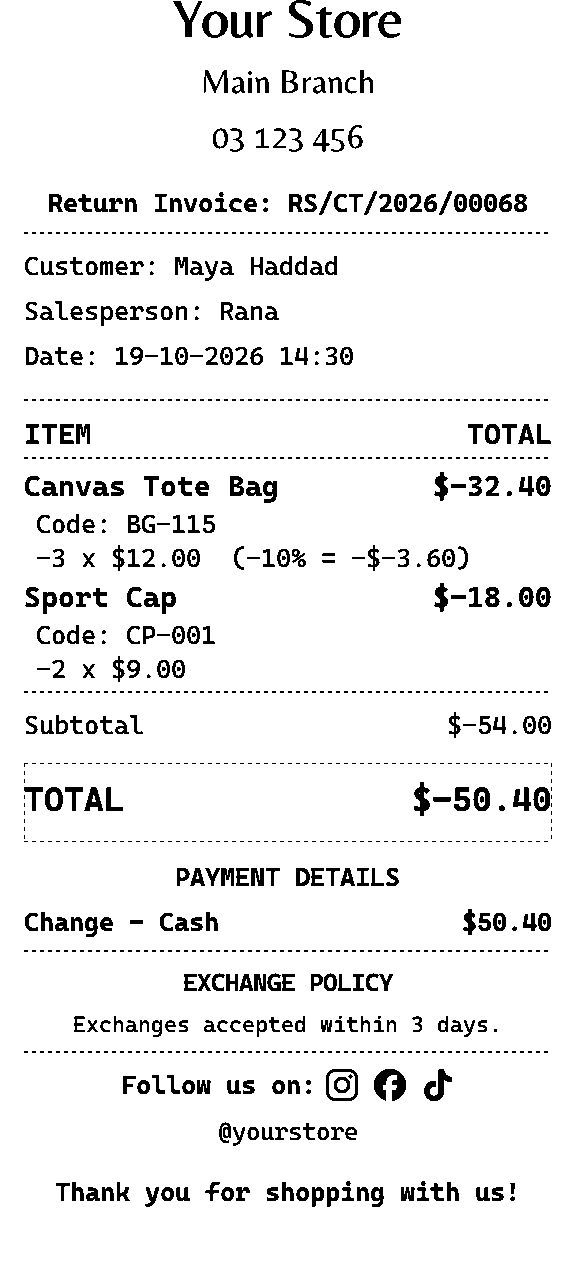 Your Store
Main Branch
03 123 456
Return Invoice: RS/CT/2026/00068
Customer: Maya Haddad
Salesperson: Rana
Date: 19-10-2026 14:30
ITEM TOTAL
Canvas Tote Bag $-32.40
Code: BG-115
-3 x $12.00 (-10% = -$-3.60)
Sport Cap $-18.00
Code: CP-001
-2 x $9.00
Subtotal $-54.00
TOTAL $-50.40
PAYMENT DETAILS
Change - Cash $50.40
EXCHANGE POLICY
Exchanges accepted within 3 days.
Follow us on:
@yourstore
Thank you for shopping with us!